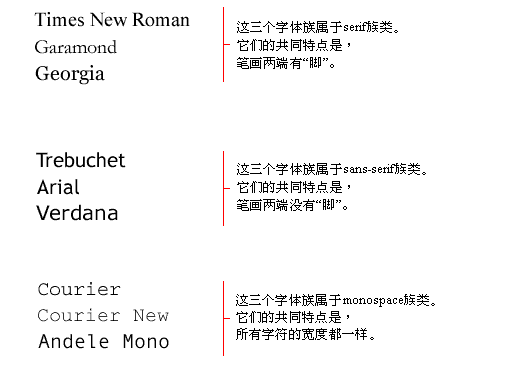 Times New Roman
Garamond
Georgia
这三个字体族属于serif族类。
它们的共同特点是，
笔画两端有“脚”。
Trebuchet
Arial
Verdana
这三个字体族属于sans-serif族类。
它们的共同特点是，
笔画两端没有“脚”。
Courier
Courier New
Andele Mono
这三个字体族属于monospace族类。
它们的共同特点是，
所有字符的宽度都一样。